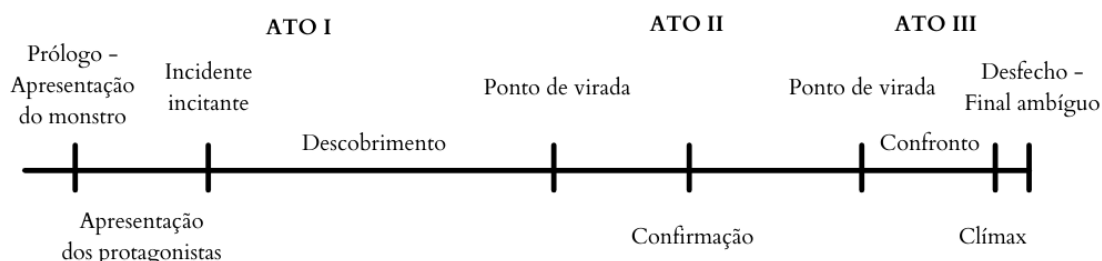 ATO I
ATO II
ATO III
Prólogo -
Apresentação
do monstro
Incidente
incitante
Ponto de virada
Ponto de virada
Desfecho -
Final ambíguo
Descobrimento
Confronto
Apresentação
dos protagonistas
Confirmação
Clímax